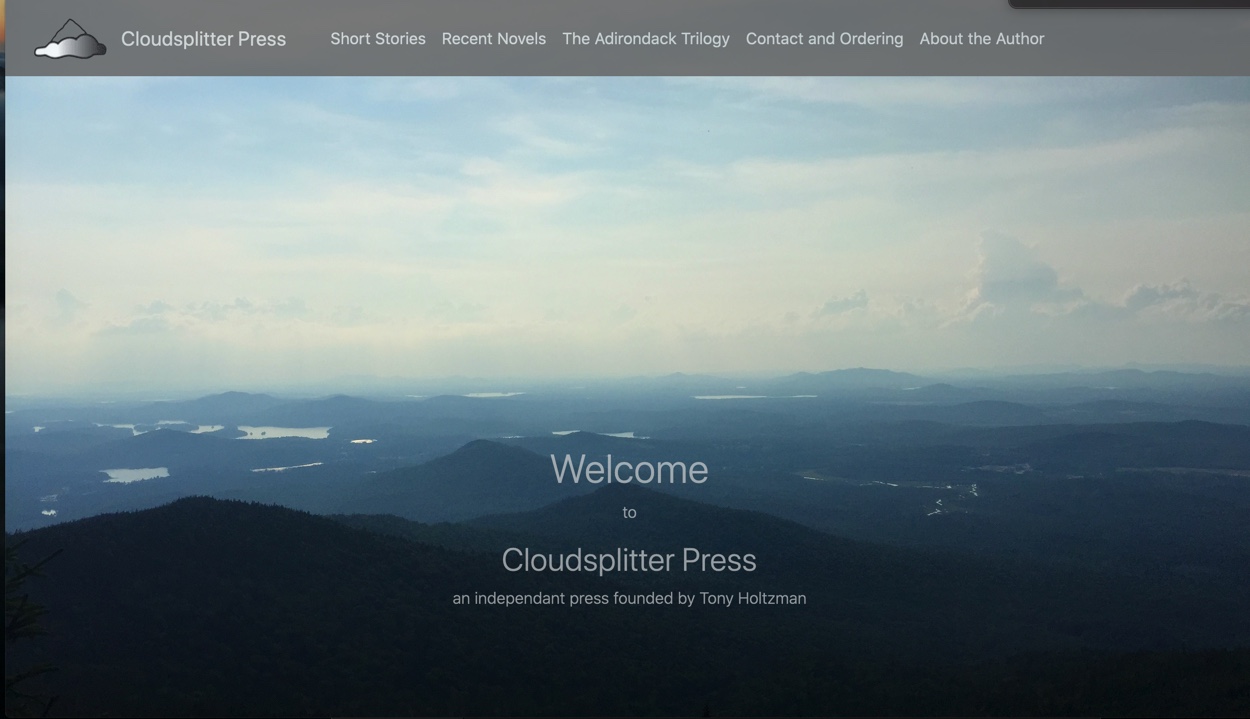 Cloudsplitter Press Short Stories Recent Novels The Adirondack Trilogy Contact and Ordering About the Author
Welcome
to
Cloudsplitter Press
an independant press founded by Tony Holtzman